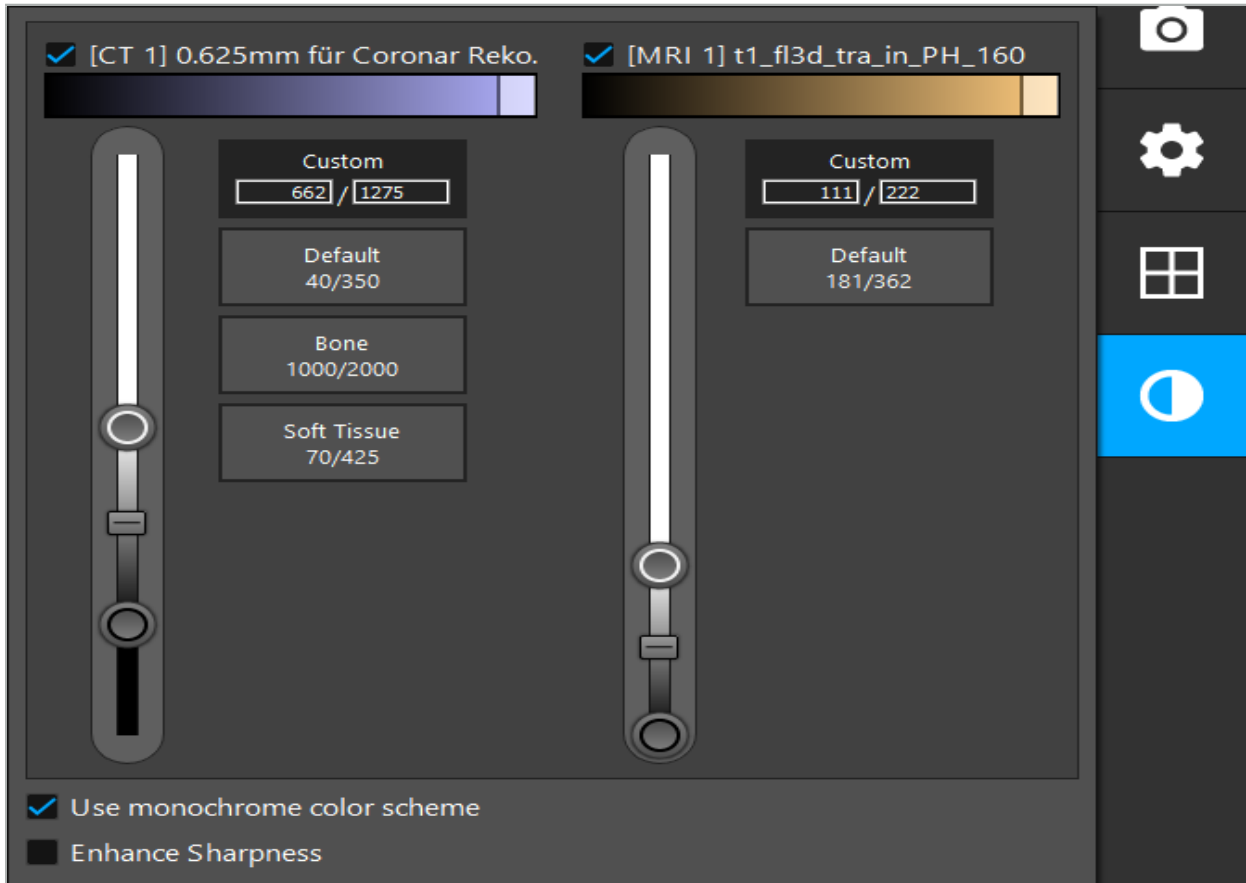 [CT 1] 0.625mm für Coronar Reko.
[MRI 1] t1_fl3d_tra_in_PH_160
Custom
662 / 1275
Default
40/350
Bone
1000/2000
Soft Tissue
70/425
Custom
111 / 222
Default
181/362
Use monochrome color scheme
Enhance Sharpness